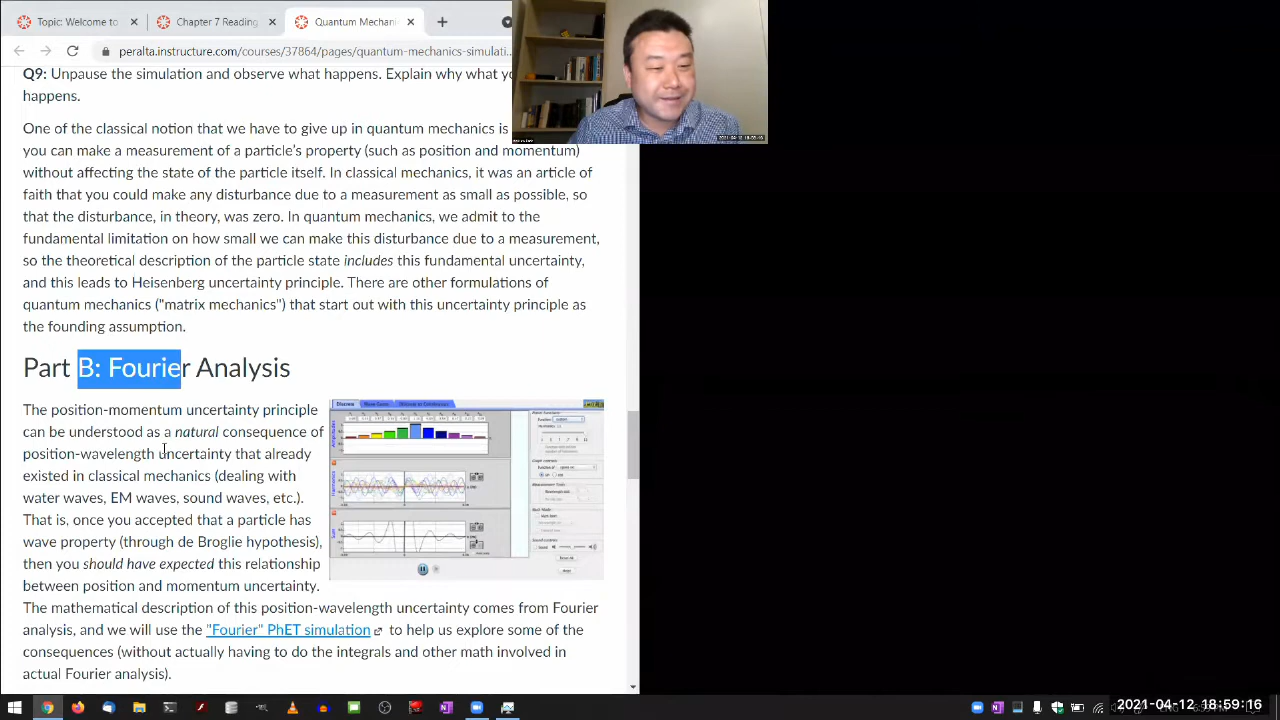 Topic: Welcome to
Chapter 7 Reading
Quantum Mechani
peralta.instructure.com/courses/37864/pages/quantum-mechanics-simulati...
Q9: Unpause the simulation and observe what happens. Explain why what yo
happens.
One of the classical notion that we have to give up in quantum mechanics is
can make a measurement of a particle's property (such as position and momentum)
without affecting the state of the particle itself. In classical mechanics, it was an article of
faith that you could make any disturbance due to a measurement as small as possible, so
that the disturbance, in theory, was zero. In quantum mechanics, we admit to the
fundamental limitation on how small we can make this disturbance due to a measurement,
so the theoretical description of the particle state includes this fundamental uncertainty,
and this leads to Heisenberg uncertainty principle. There are other formulations of
quantum mechanics ("matrix mechanics") that start out with this uncertainty principle as
the founding assumption.
Part B: Fourier Analysis
The position-momentum uncertainty principle
can be understood as a natural consequence of
position-wavelength uncertainty that already
existed in classical mechanics dealing with
water waves, EM waves, sound waves, etc.
That is, once you accepted that a particle has
wave property (through de Broglie hypothesis),
then you should have expected this relationship
between position and momentum uncertainty.
The mathematical description of this position-wavelength uncertainty comes from Fourier
analysis, and we will use the "Fourier" PhET simulation to help us explore some of the
consequences (without actually having to do the integrals and other math involved in
actual Fourier analysis).
2021-04-12 18:59:16